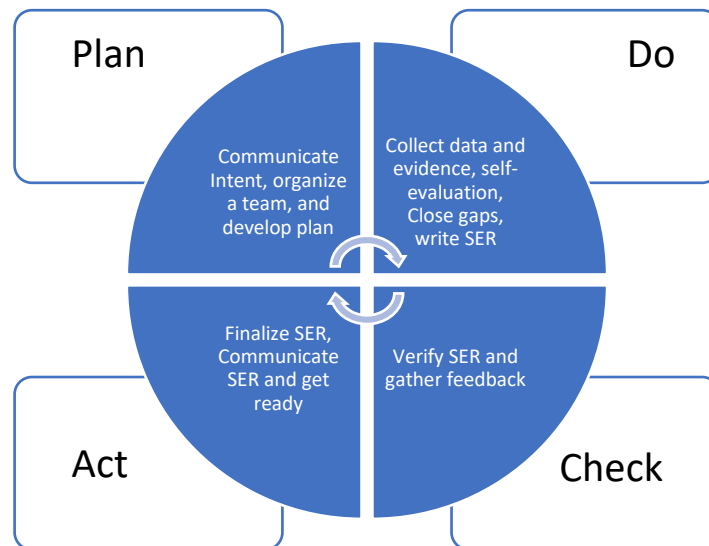 Plan
Do
Communicate
Intent, organize
a team, and
develop plan
Collect data and
evidence, self-
evaluation,
Close gaps,
write SER
Finalize SER,
Communicate
SER and get
ready
Verify SER and
gather feedback
Act
Check